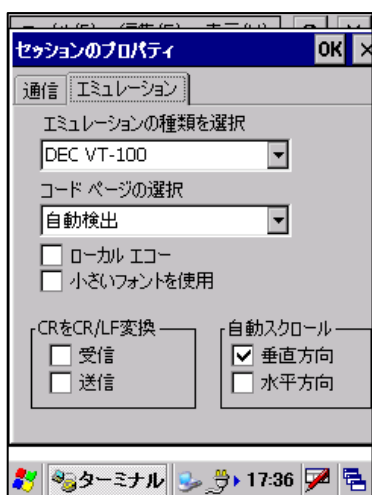 セッションのプロパティ OK ×
通信 エミュレーション
エミュレーションの種類を選択
DEC VT-100
コード ページの選択
自動検出
ローカル エコー
小さいフォントを使用
CRをCR/LF変換
受信
送信
自動スクロール
垂直方向
水平方向
ターミナル 17:36